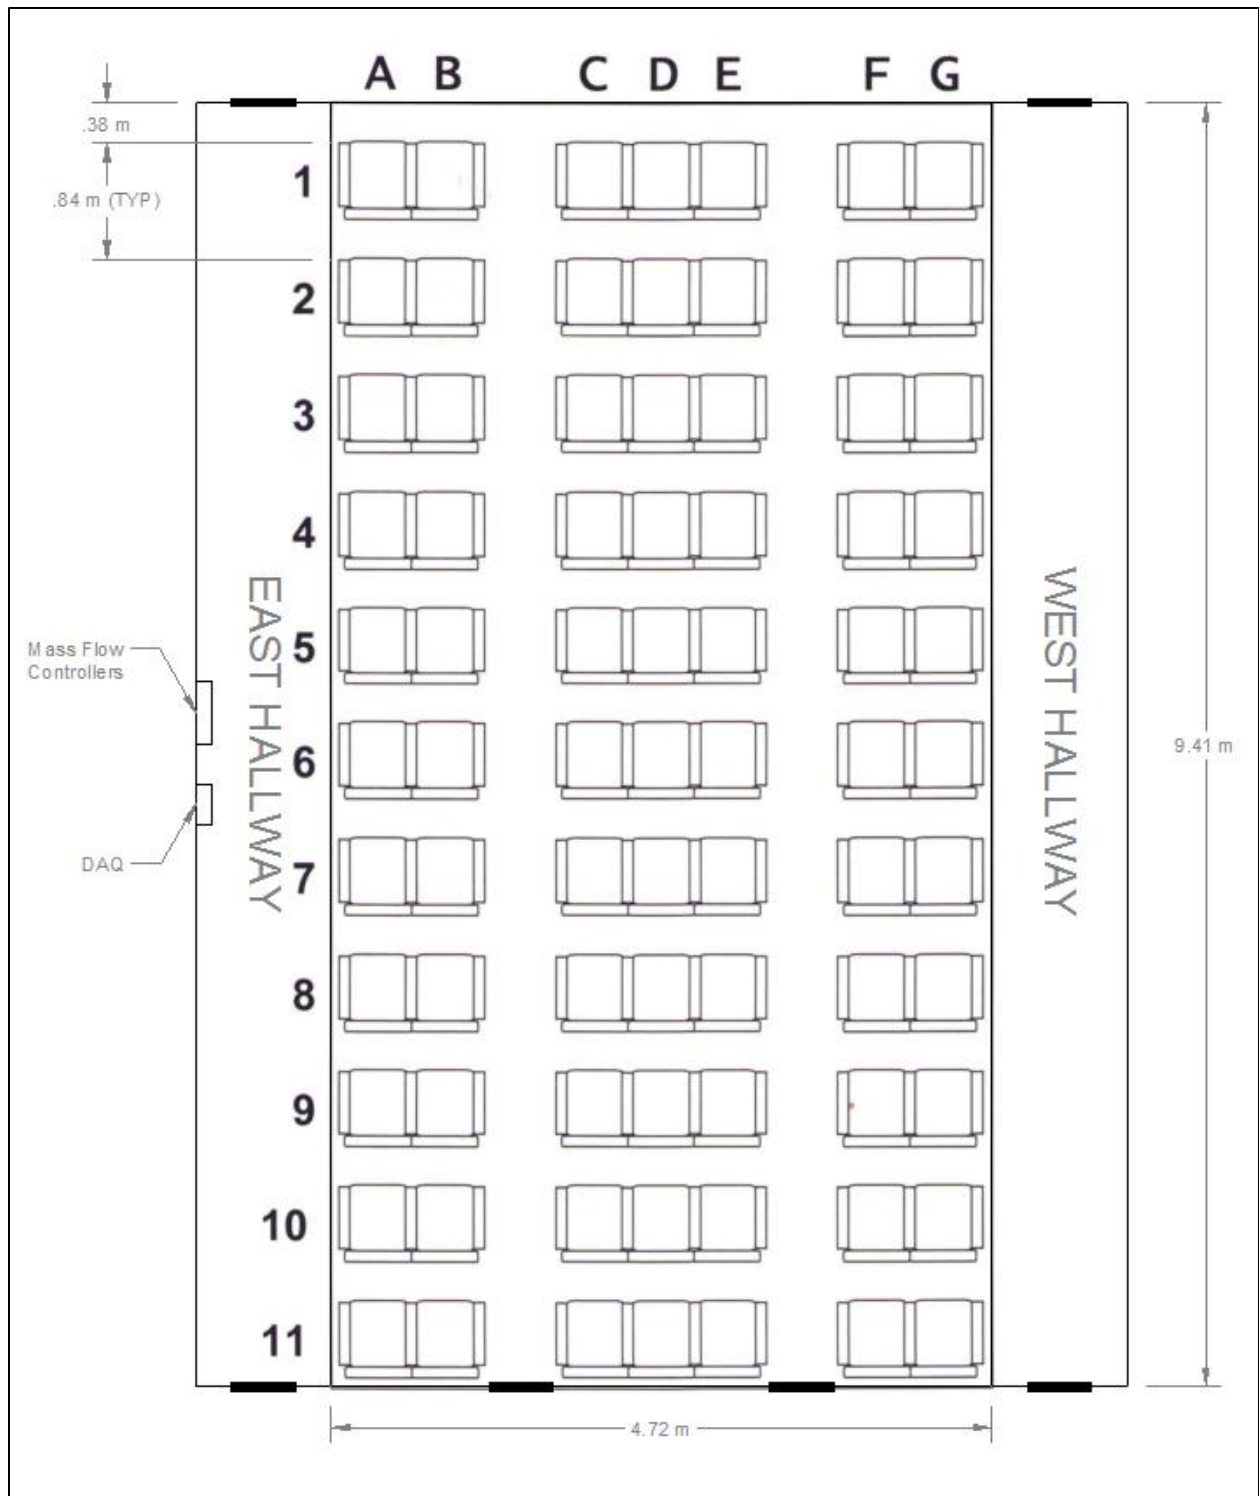 A B C D E F G
.38 m
1
.84 m (TYP)
2
3
4
5
EAST HALLWAY
WEST HALLWAY
Mass Flow
Controllers
6
9.41 m
DAQ
7
8
9
10
11
4.72 m